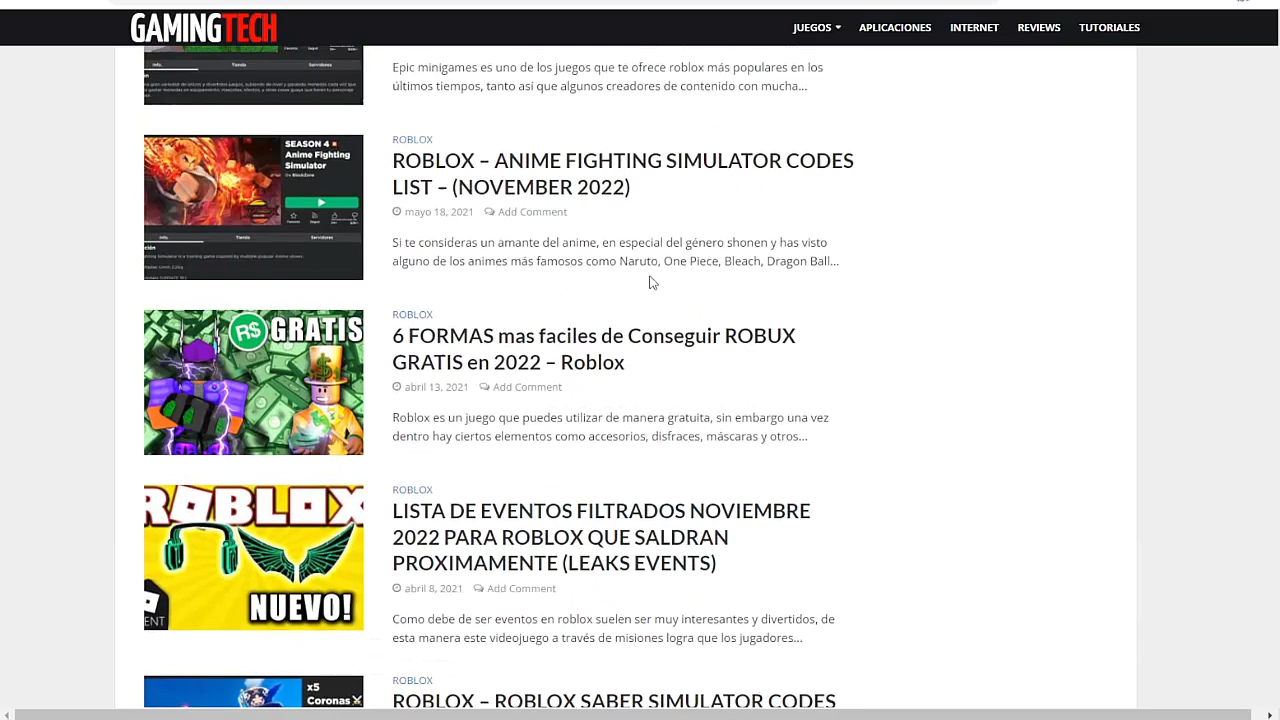 GAMINGTECH
JUEGOS
APLICACIONES
INTERNET
REVIEWS
TUTORIALES
Info.
Tienda
Servidores
Epic minigames es uno de los juegos que te ofrece roblox más populares en los
últimos tiempos, tanto así que algunos creadores de contenido con mucha...
SEASON 4
Anime Fighting
Simulator
Info.
Tienda
Servidores
ROBLOX
ROBLOX – ANIME FIGHTING SIMULATOR CODES
LIST – (NOVEMBER 2022)
mayo 18, 2021
Add Comment
Si te consideras un amante del anime, en especial del género shonen y has visto
alguno de los animes más famosos como Naruto, One Piece, Bleach, Dragon Ball...
R$ GRATIS
ROBLOX
6 FORMAS mas faciles de Conseguir ROBUX
GRATIS en 2022 – Roblox
abril 13, 2021
Add Comment
Roblox es un juego que puedes utilizar de manera gratuita, sin embargo una vez
dentro hay ciertos elementos como accesorios, disfraces, máscaras y otros...
ROBLOX
NUEVO!
ENT
ROBLOX
LISTA DE EVENTOS FILTRADOS NOVIEMBRE
2022 PARA ROBLOX QUE SALDRAN
PROXIMAMENTE (LEAKS EVENTS)
abril 8, 2021
Add Comment
Como debe de ser eventos en roblox suelen ser muy interesantes y divertidos, de
esta manera este videojuego a través de misiones logra que los jugadores...
x5
Coronas
ROBLOX
ROBLOX – ROBLOX SABER SIMULATOR CODES